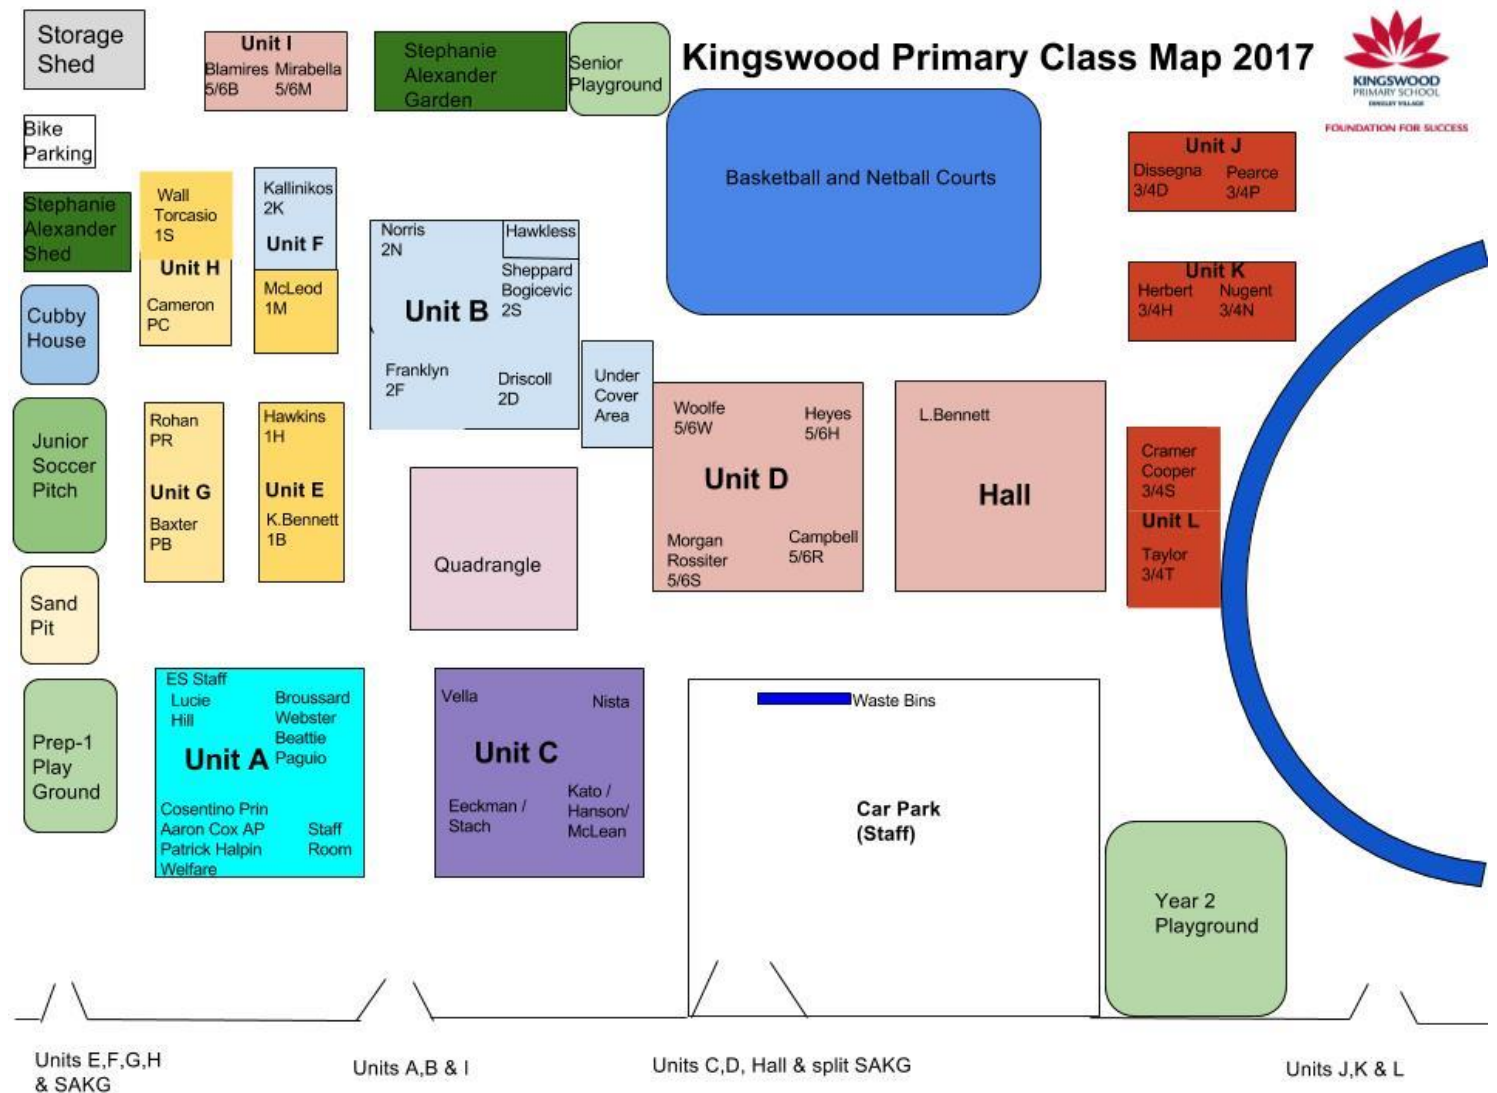 Storage
Shed
Unit I
Blamires Mirabella
5/6B 5/6M
Stephanie
Alexander
Garden
Senior
Playground
Kingswood Primary Class Map 2017
KINGSWOOD
PRIMARY SCHOOL
DINGLEY VILLAGE
FOUNDATION FOR SUCCESS
Bike
Parking
Stephanie
Alexander
Shed
Wall
Torcasio
1S
Unit H
Cameron
PC
Kallinikos
2K
Unit F
McLeod
1M
Norris
2N
Hawkless
Sheppard
Bogicevic
2S
Unit B
Franklyn
2F
Driscoll
2D
Basketball and Netball Courts
Unit J
Dissegna Pearce
3/4D 3/4P
Unit K
Herbert Nugent
3/4H 3/4N
Cubby
House
Under
Cover
Area
Junior
Soccer
Pitch
Rohan
PR
Unit G
Baxter
PB
Hawkins
1H
Unit E
K.Bennett
1B
Quadrangle
Woolfe
5/6W
Heyes
5/6H
Unit D
Morgan
Rossiter
5/6S
Campbell
5/6R
L.Bennett
Hall
Cramer
Cooper
3/4S
Unit L
Taylor
3/4T
Sand
Pit
Prep-1
Play
Ground
ES Staff
Lucie
Hill
Broussard
Webster
Beattie
Paguio
Unit A
Cosentino Prin
Aaron Cox AP
Patrick Halpin
Welfare
Staff
Room
Vella
Nista
Unit C
Eeckman /
Stach
Kato /
Hanson/
McLean
Waste Bins
Car Park
(Staff)
Year 2
Playground
Units E,F,G,H
& SAKG
Units A,B & I
Units C,D, Hall & split SAKG
Units J,K & L